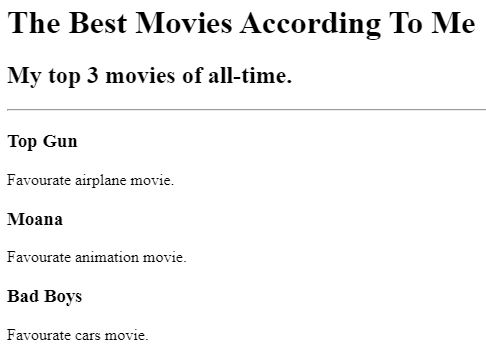 The Best Movies According To Me
My top 3 movies of all-time.
Top Gun
Favourate airplane movie.
Moana
Favourate animation movie.
Bad Boys
Favourate cars movie.